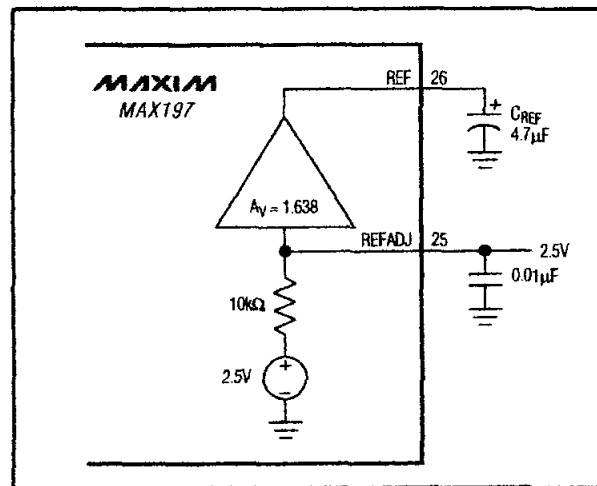 MAXIM
MAX197
REF 26
+
CREF
4.7µF
AV = 1.638
REFADJ 25
2.5V
0.01µF
10kΩ
2.5V
+
−